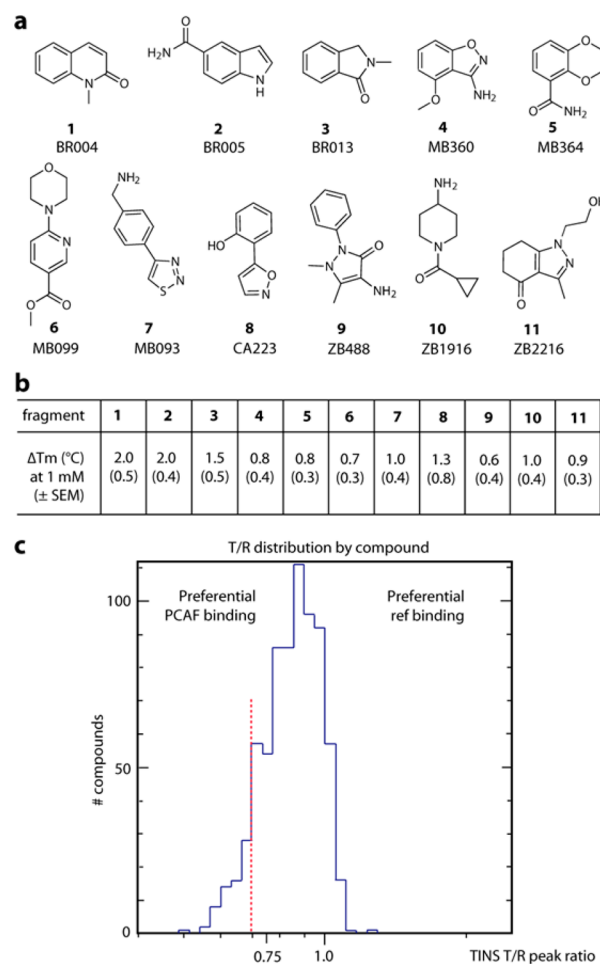 a
O
H₂N
O
N
O
N
H
N
O
O
N
O
NH₂
O
O
O
NH₂
1 2 3 4 5
BR004 BR005 BR013 MB360 MB364
O
N
N
O
O
NH₂
N
N
S
HO
O
N
N
N
O
NH₂
NH₂
N
O
N
N
O
6 7 8 9 10 11
MB099 MB093 CA223 ZB488 ZB1916 ZB2216
b
fragment 1 2 3 4 5 6 7 8 9 10 11
ΔTm (°C) 2.0 2.0 1.5 0.8 0.8 0.7 1.0 1.3 0.6 1.0 0.9
at 1 mM (0.5) (0.4) (0.5) (0.4) (0.3) (0.3) (0.4) (0.8) (0.4) (0.4) (0.3)
(± SEM)
c
T/R distribution by compound
Preferential Preferential
PCAF binding ref binding
100
50
0
# compounds
0.75 1.0 TINS T/R peak ratio